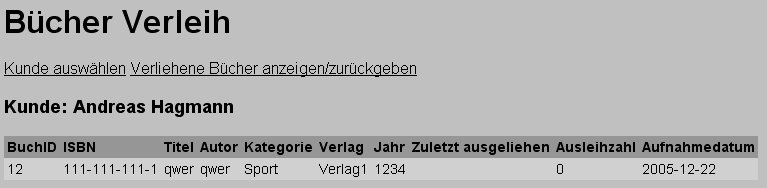 Bücher Verleih
Kunde auswählen Verliehene Bücher anzeigen/zurückgeben
Kunde: Andreas Hagmann
BuchID ISBN Titel Autor Kategorie Verlag Jahr Zuletzt ausgeliehen Ausleihzahl Aufnahmedatum
12 111-111-111-1 qwer qwer Sport Verlag1 1234 0 2005-12-22